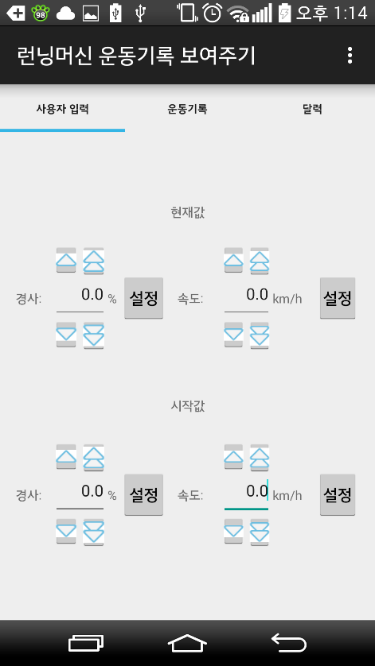 98 오후 1:14
런닝머신 운동기록 보여주기
사용자 입력 운동기록 달력
현재값
경사: 0.0 % 설정 속도: 0.0 km/h 설정
시작값
경사: 0.0 % 설정 속도: 0.0 km/h 설정